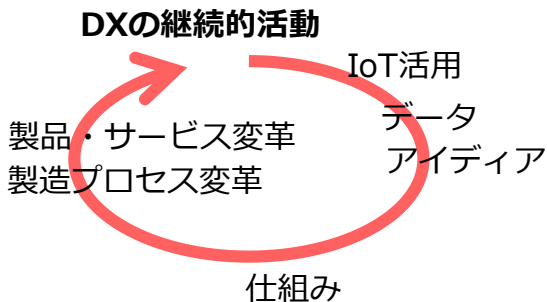 DXの継続的活動
IoT活用
データ
アイディア
製品・サービス変革
製造プロセス変革
仕組み